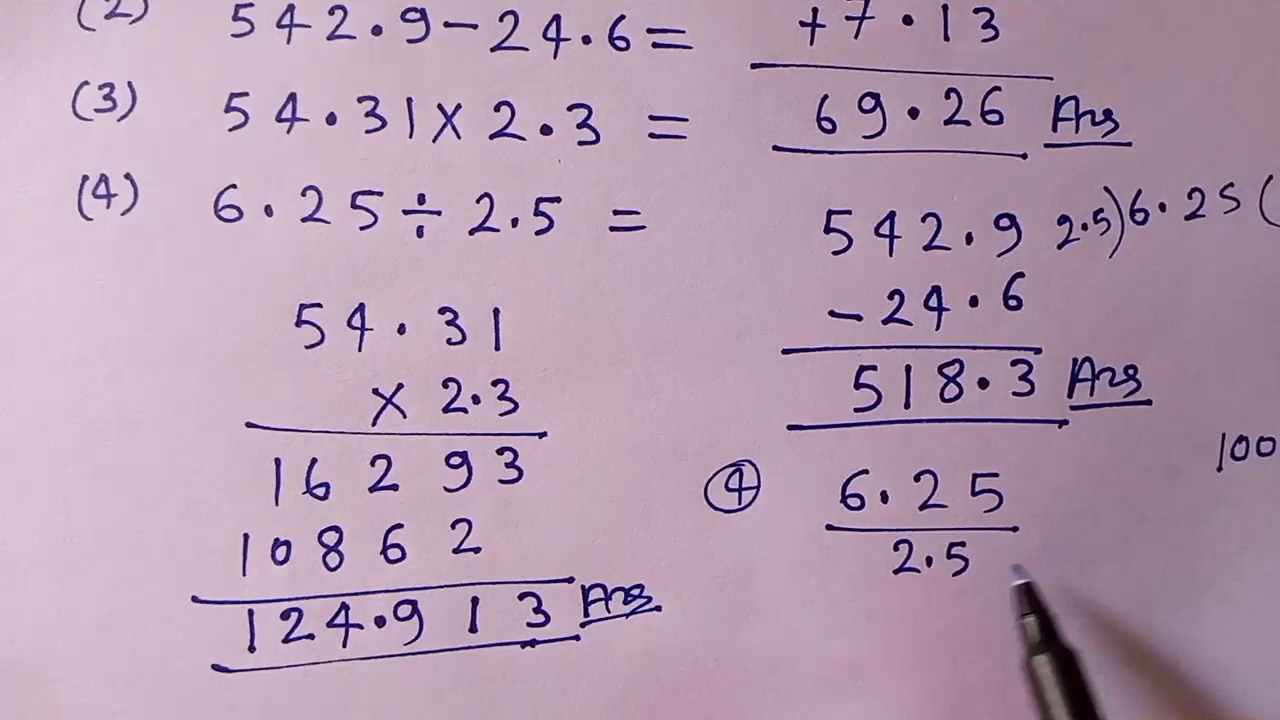 (2) 542.9-24.6=
(3) 54.31×2.3 =
(4) 6.25÷2.5 =
+7.13
69.26 Ans
542.9
-24.6
518.3 Ans
2.5)6.25(
54.31
×2.3
16293
10862
124.913 Ans
④ 6.25
2.5
100